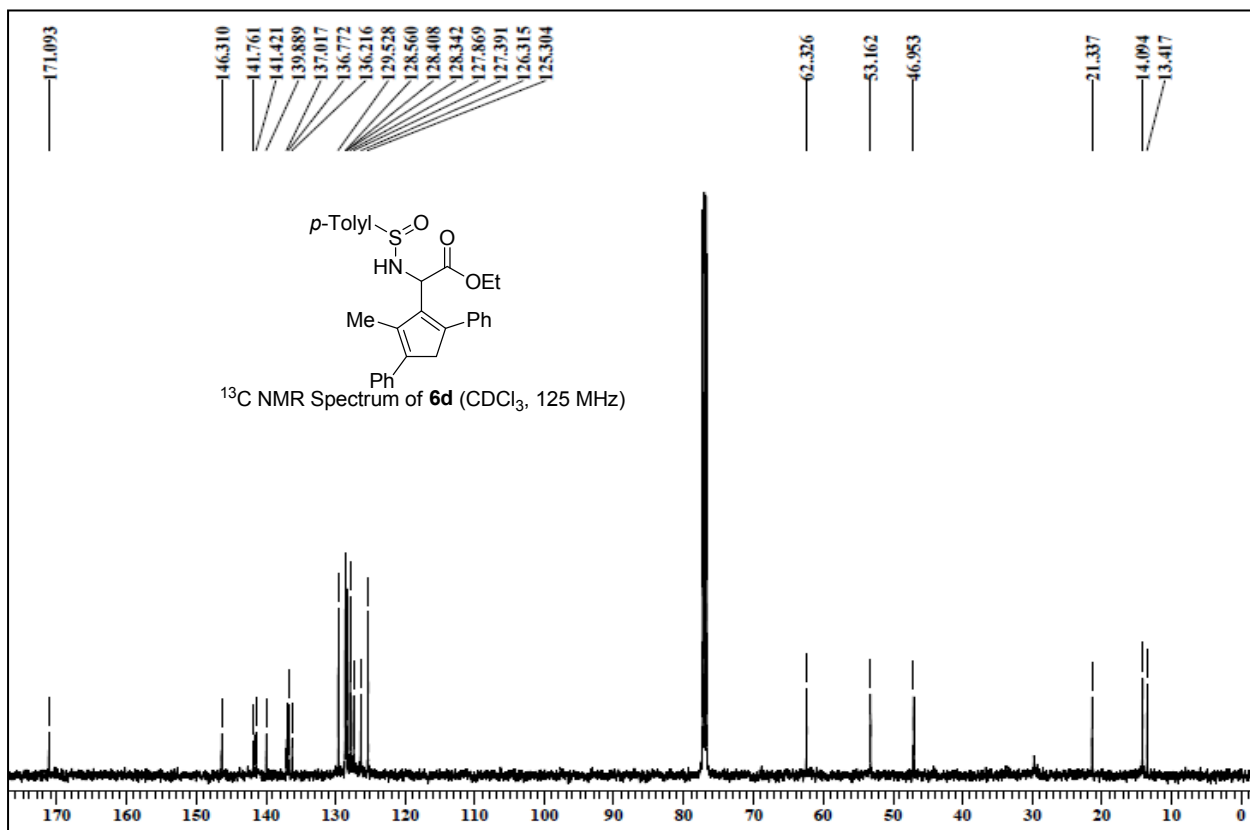 171.093
146.310
141.761
141.421
139.889
137.017
136.772
136.216
129.528
128.560
128.408
128.342
127.869
127.391
126.315
125.304
62.326
53.162
46.953
21.337
14.094
13.417
p-Tolyl
S
O
HN
O
OEt
Me
Ph
Ph
¹³C NMR Spectrum of 6d (CDCl₃, 125 MHz)
170 160 150 140 130 120 110 100 90 80 70 60 50 40 30 20 10 0